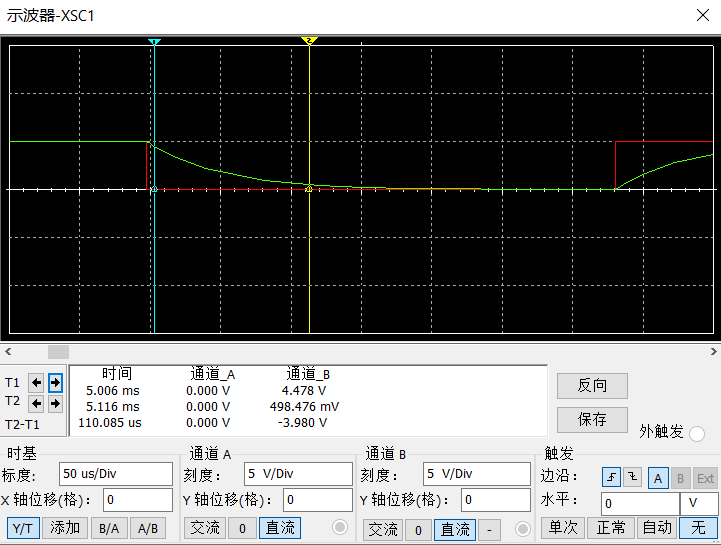 示波器-XSC1
1
2
时间 通道_A 通道_B
T1 5.006 ms 0.000 V 4.478 V
T2 5.116 ms 0.000 V 498.476 mV
T2-T1 110.085 us 0.000 V -3.980 V
反向
保存
外触发
时基 通道 A 通道 B 触发
标度: 50 us/Div 刻度: 5 V/Div 刻度: 5 V/Div 边沿: A B Ext
X 轴位移(格): 0 Y 轴位移(格): 0 Y 轴位移(格): 0 水平: 0 V
Y/T 添加 B/A A/B 交流 0 直流 交流 0 直流 - 单次 正常 自动 无